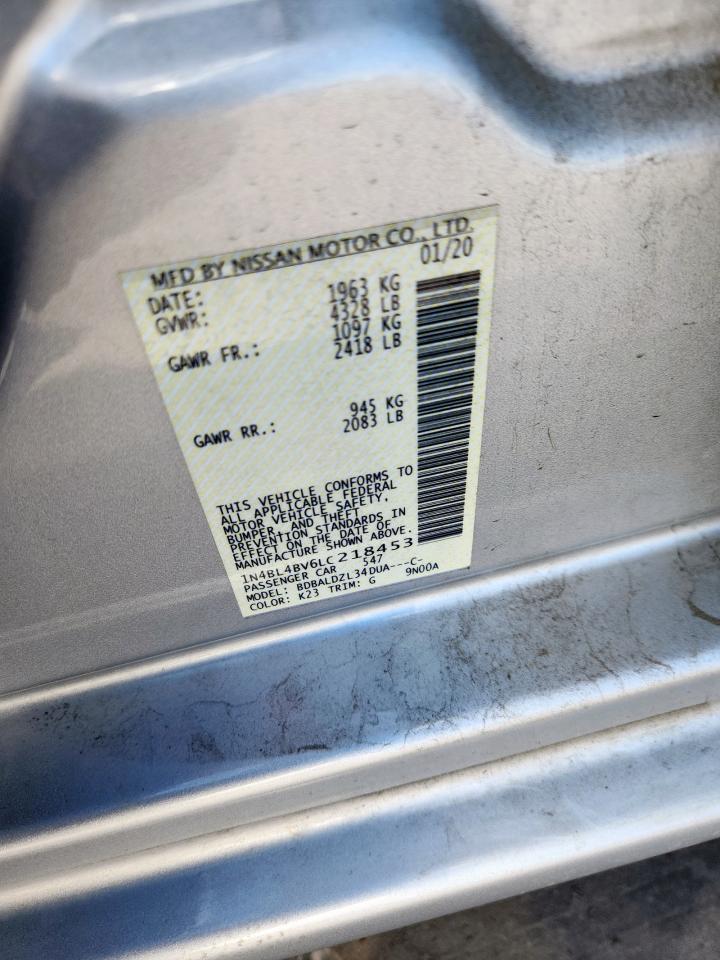 MFD BY NISSAN MOTOR CO., LTD.
DATE: 01/20
GVWR: 1963 KG
4328 LB
GAWR FR.: 1097 KG
2418 LB
GAWR RR.: 945 KG
2083 LB
THIS VEHICLE CONFORMS TO
ALL APPLICABLE FEDERAL
MOTOR VEHICLE SAFETY,
BUMPER, AND THEFT
PREVENTION STANDARDS IN
EFFECT ON THE DATE OF
MANUFACTURE SHOWN ABOVE.
1N4BL4BV6LC218453
PASSENGER CAR 547
MODEL: BDBALDZL34DUA---C-
COLOR: K23 TRIM: G 9N00A